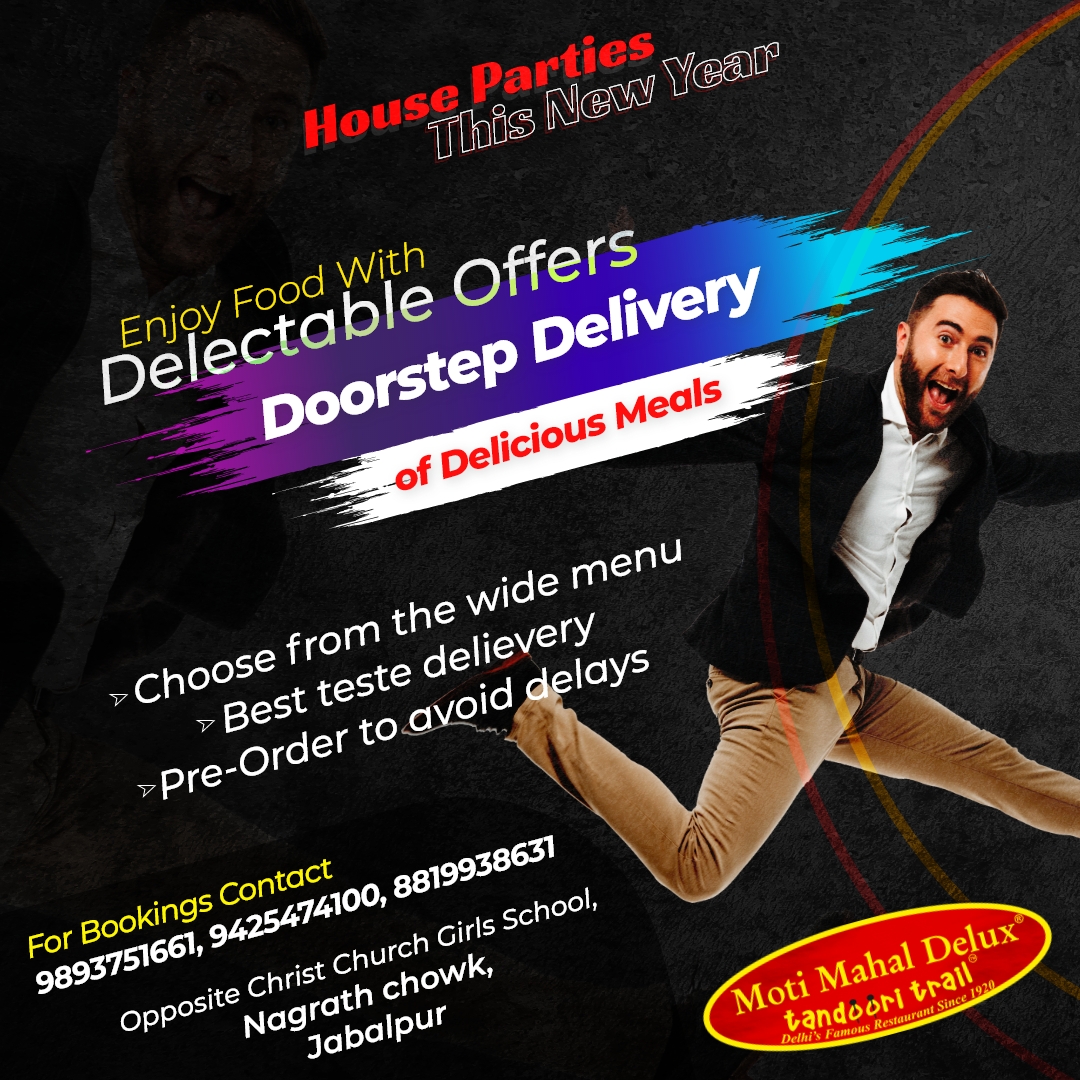 House Parties
This New Year
Enjoy Food With
Delectable Offers
Doorstep Delivery
of Delicious Meals
Choose from the wide menu
Best teste delievery
Pre-Order to avoid delays
For Bookings Contact
9893751661, 9425474100, 8819938631
Opposite Christ Church Girls School,
Nagrath chowk,
Jabalpur
Moti Mahal Delux®
tandoori trail™
Delhi's Famous Restaurant Since 1920